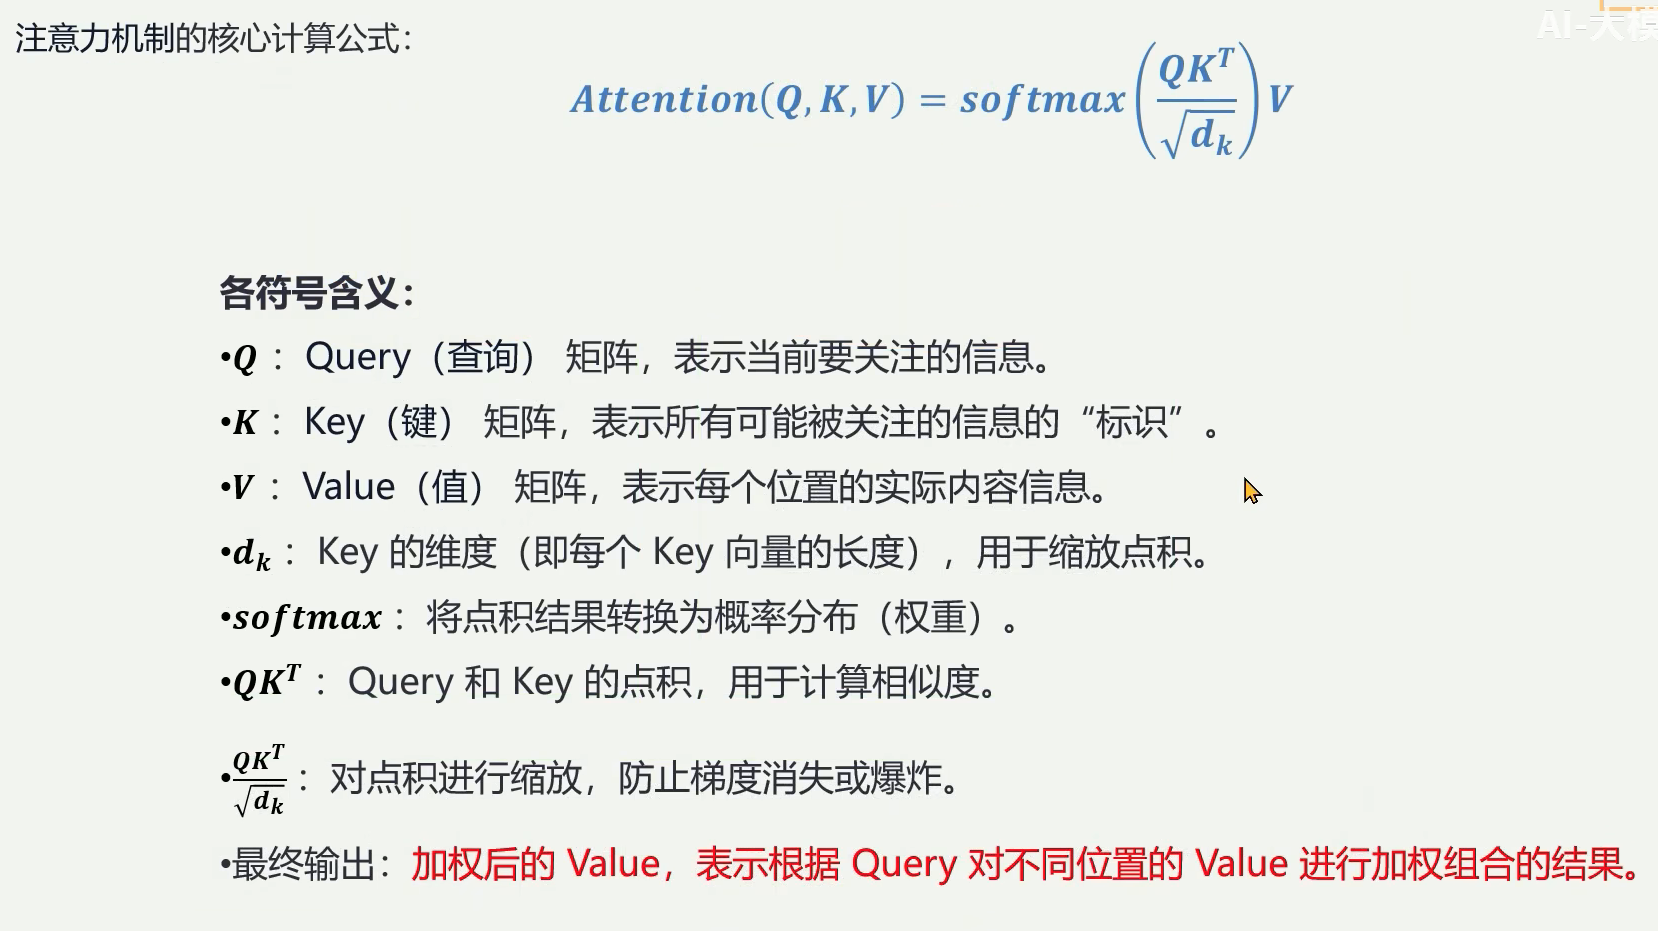 注意力机制的核心计算公式：
AI-大模
Attention(Q, K, V) = softmax(QK^T / √d_k) V
各符号含义：
•Q： Query（查询） 矩阵，表示当前要关注的信息。
•K： Key（键） 矩阵，表示所有可能被关注的信息的“标识”。
•V： Value（值） 矩阵，表示每个位置的实际内容信息。
•d_k： Key 的维度（即每个 Key 向量的长度），用于缩放点积。
•softmax： 将点积结果转换为概率分布（权重）。
•QK^T： Query 和 Key 的点积，用于计算相似度。
•QK^T / √d_k： 对点积进行缩放，防止梯度消失或爆炸。
•最终输出：加权后的 Value，表示根据 Query 对不同位置的 Value 进行加权组合的结果。